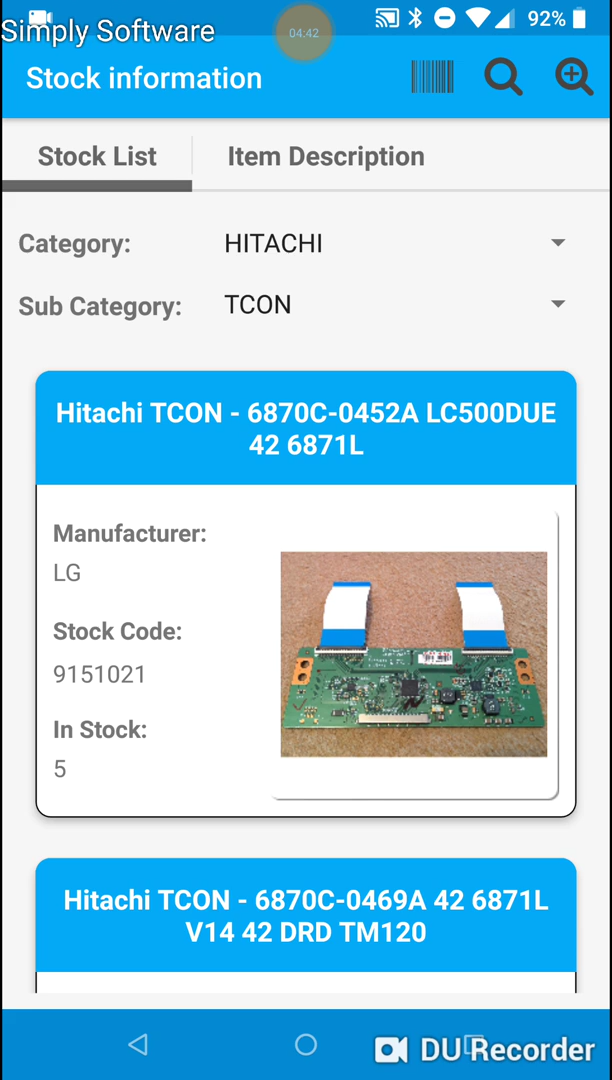 Simply Software
04:42
92%
Stock information
Stock List
Item Description
Category:
HITACHI
Sub Category:
TCON
Hitachi TCON - 6870C-0452A LC500DUE
42 6871L
Manufacturer:
LG
Stock Code:
9151021
In Stock:
5
Hitachi TCON - 6870C-0469A 42 6871L
V14 42 DRD TM120
DU Recorder